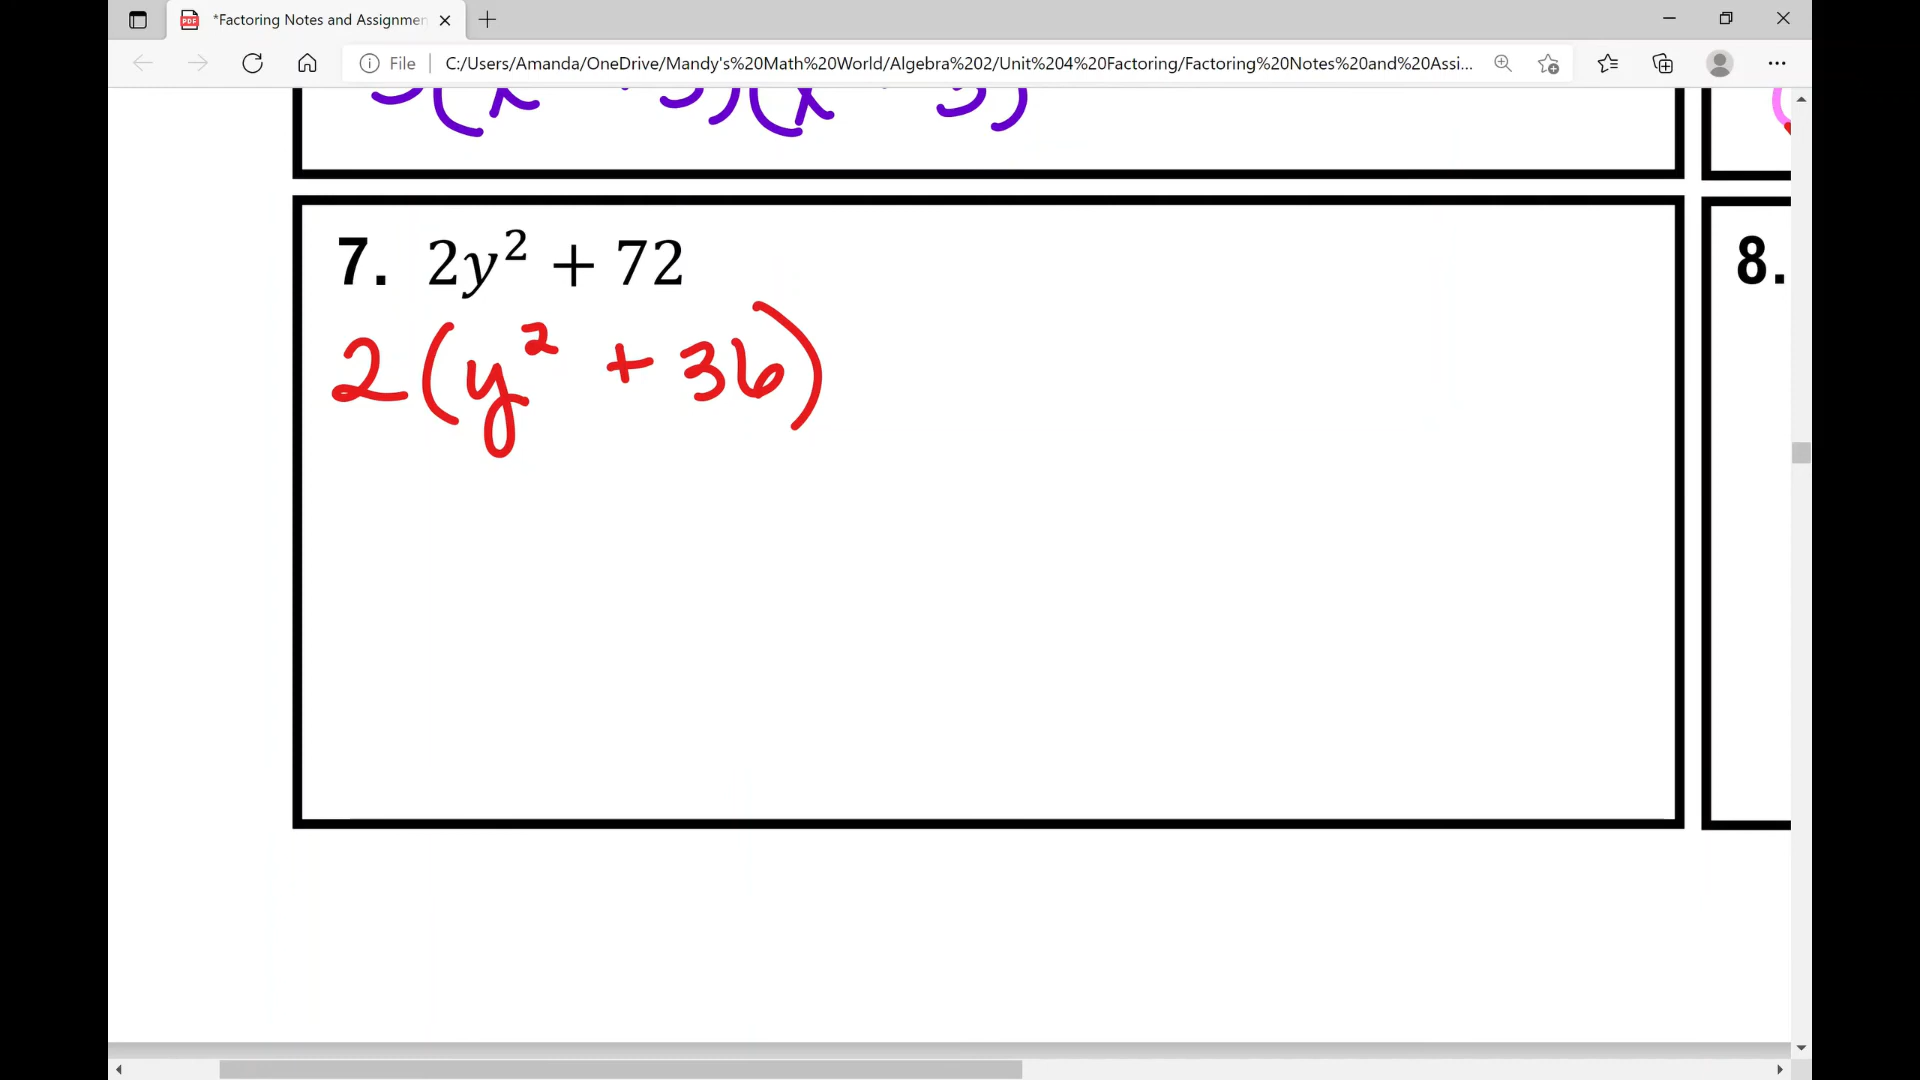 *Factoring Notes and Assignmen
File
C:/Users/Amanda/OneDrive/Mandy's%20Math%20World/Algebra%202/Unit%204%20Factoring/Factoring%20Notes%20and%20Assi...
7. 2y² + 72
8.
2(y² + 36)